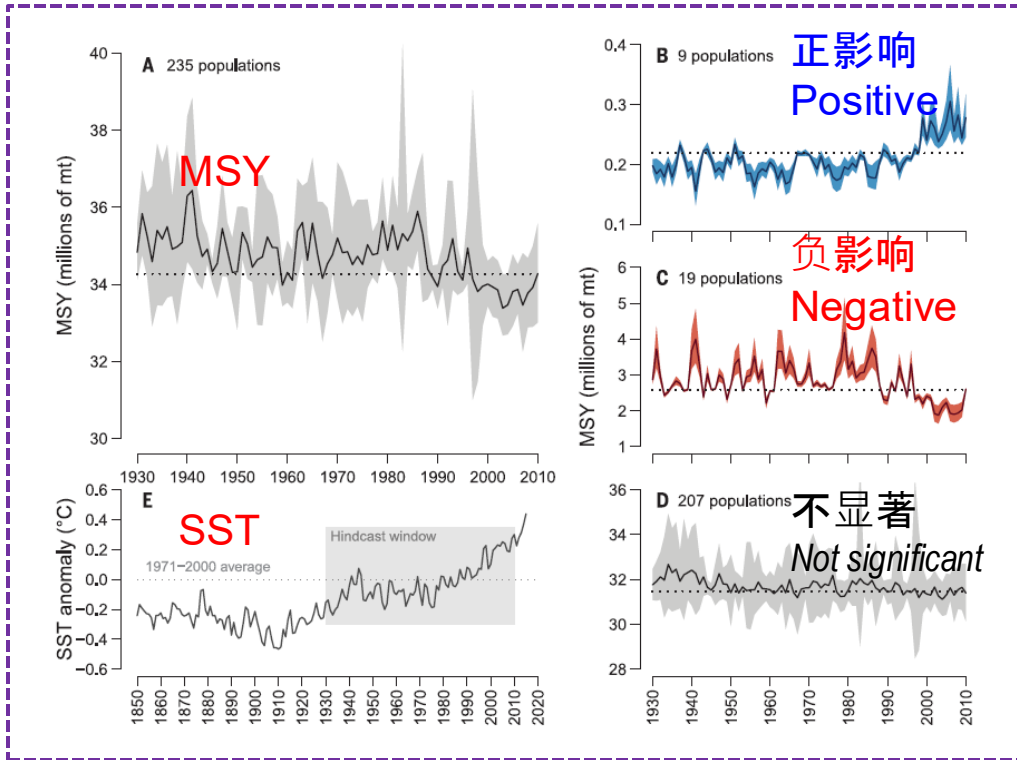 A 235 populations
MSY
MSY (millions of mt)
40
38
36
34
32
30
1930 1940 1950 1960 1970 1980 1990 2000 2010
B 9 populations
正影响
Positive
0.4
0.3
0.2
0.1
负影响
C 19 populations
Negative
MSY (millions of mt)
6
5
4
3
2
1
E
SST
Hindcast window
1971–2000 average
SST anomaly (°C)
0.6
0.4
0.2
0.0
−0.2
−0.4
−0.6
1850 1860 1870 1880 1890 1900 1910 1920 1930 1940 1950 1960 1970 1980 1990 2000 2010 2020
D 207 populations
不显著
Not significant
36
34
32
30
28
1930 1940 1950 1960 1970 1980 1990 2000 2010